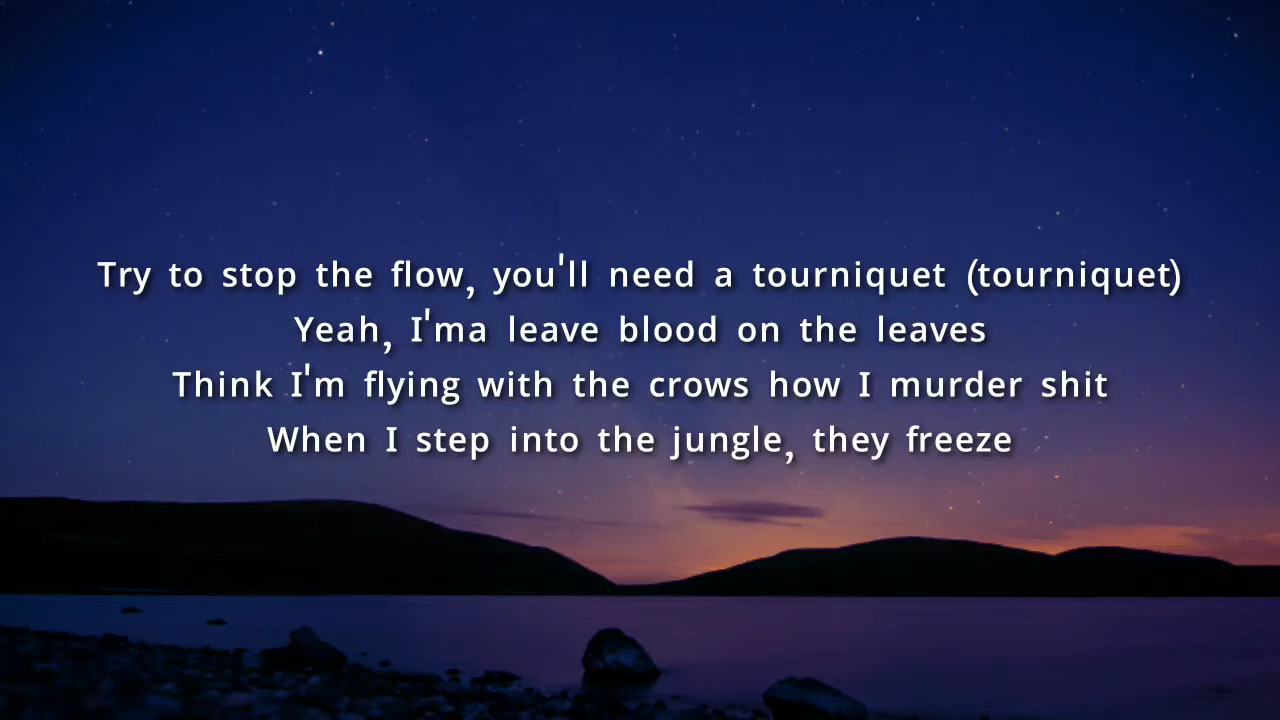 Try to stop the flow, you'll need a tourniquet (tourniquet)
Yeah, I'ma leave blood on the leaves
Think I'm flying with the crows how I murder shit
When I step into the jungle, they freeze